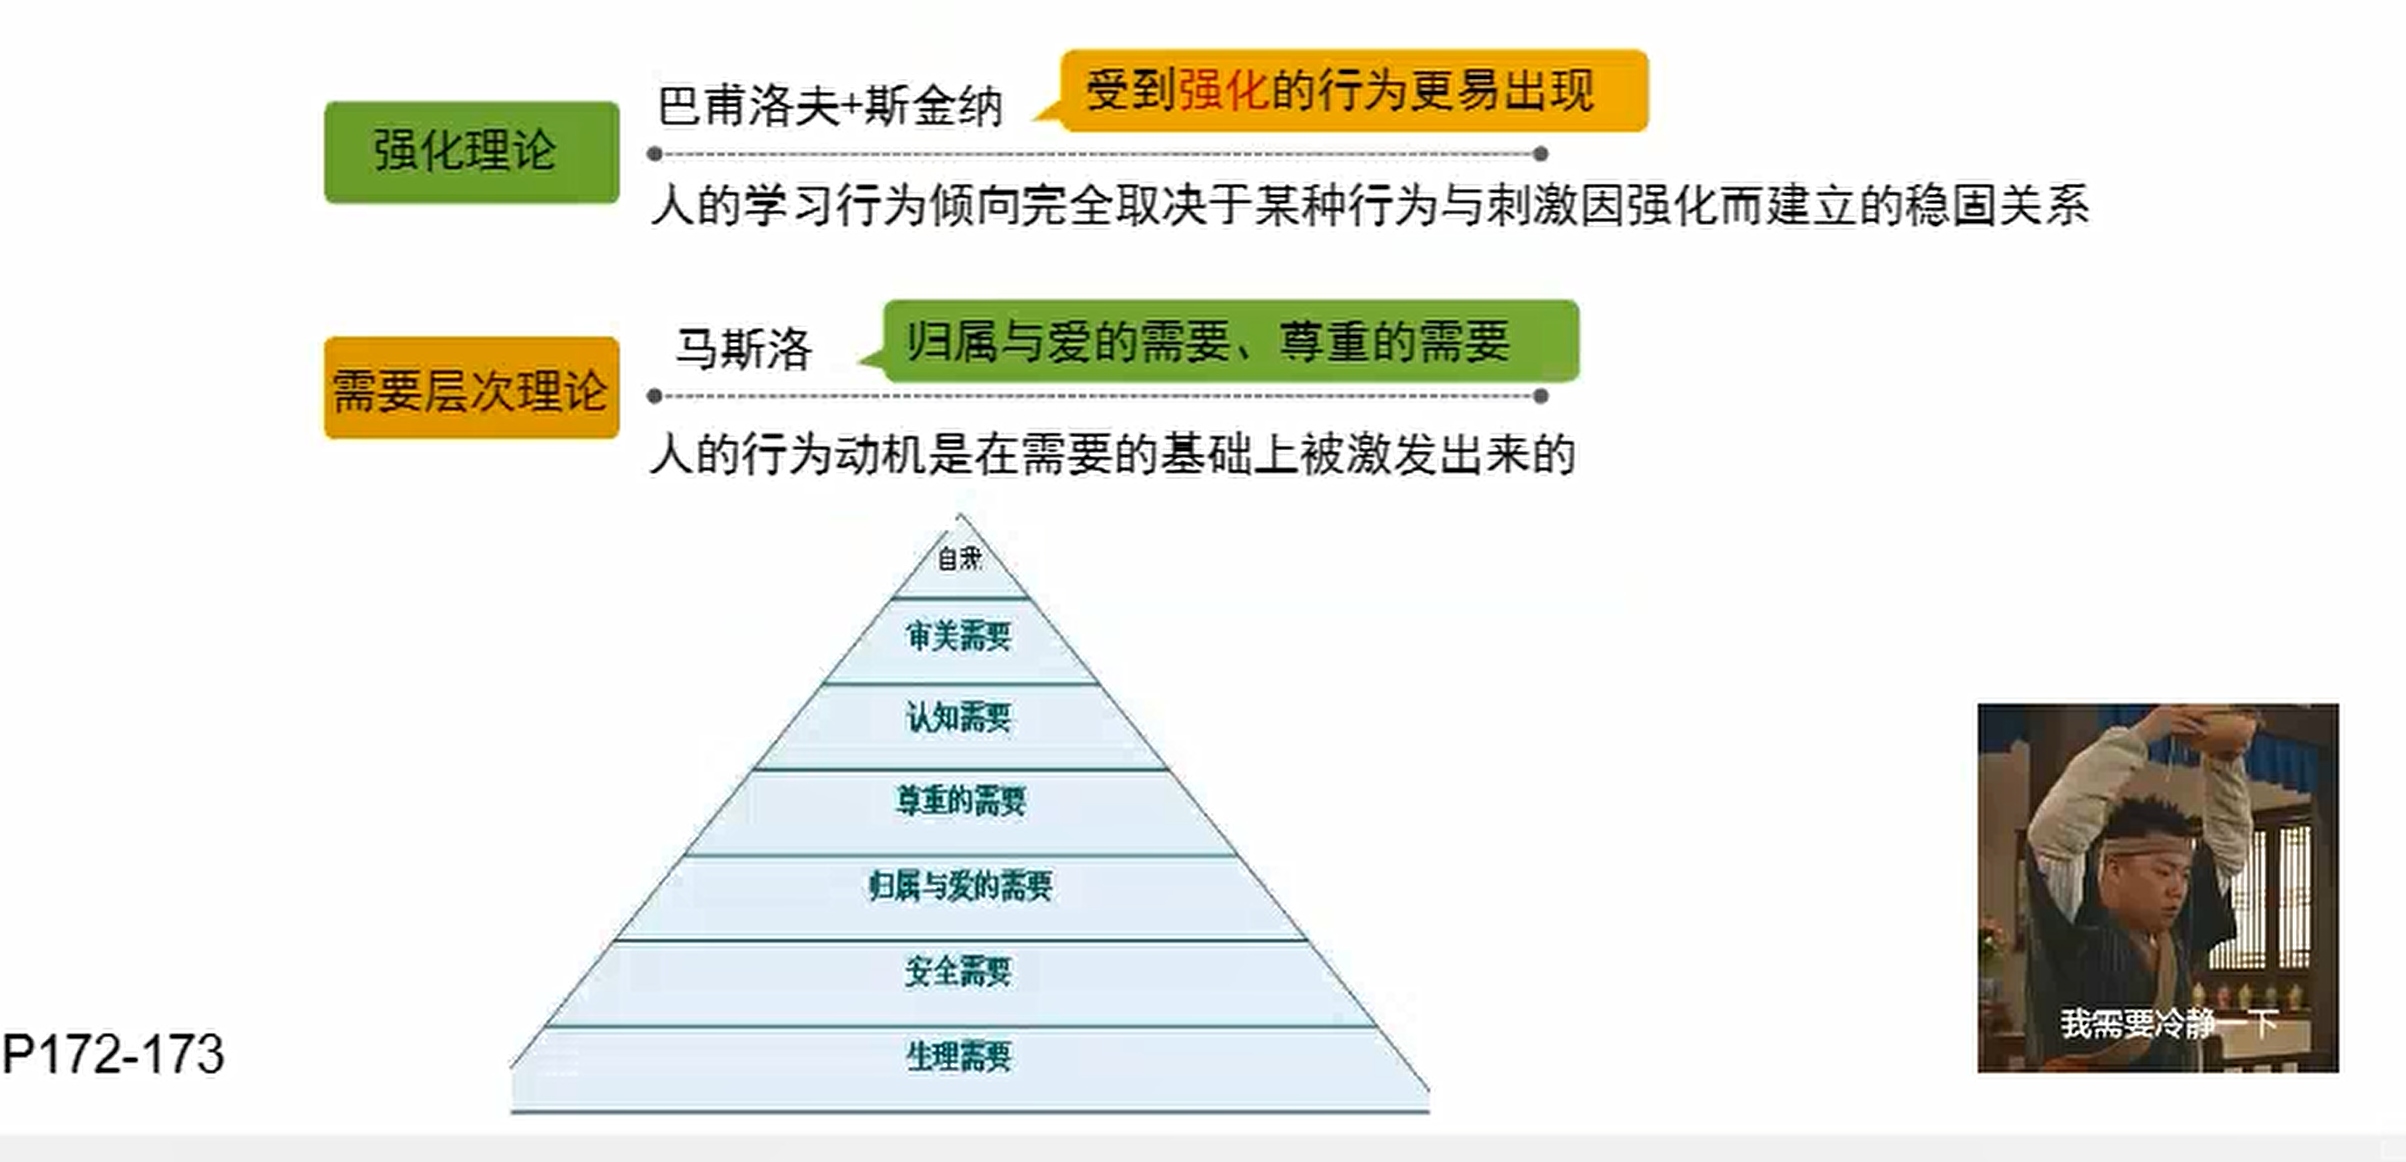 受到强化的行为更易出现
巴甫洛夫+斯金纳
强化理论
人的学习行为倾向完全取决于某种行为与刺激因强化而建立的稳固关系
归属与爱的需要、尊重的需要
马斯洛
需要层次理论
人的行为动机是在需要的基础上被激发出来的
自我
审美需要
认知需要
尊重的需要
归属与爱的需要
安全需要
生理需要
P172-173
我需要冷静一下